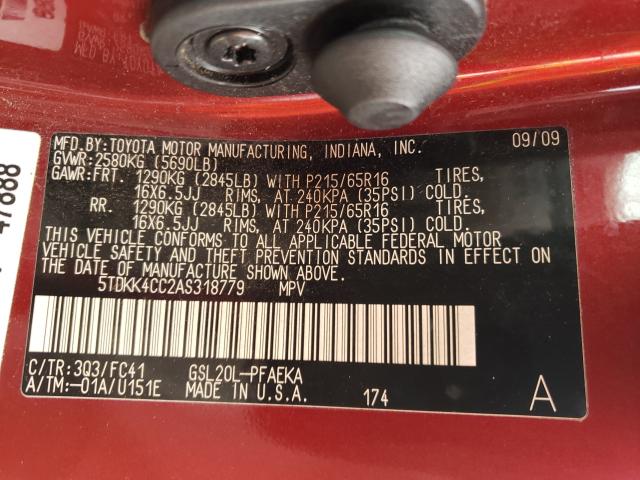 MFD.BY:TOYOTA MOTOR MANUFACTURING, INDIANA, INC. 09/09
GVWR:2580KG (5690LB)
GAWR:FRT. 1290KG (2845LB) WITH P215/65R16 TIRES,
16X6.5JJ RIMS, AT 240KPA (35PSI) COLD.
RR. 1290KG (2845LB) WITH P215/65R16 TIRES,
16X6.5JJ RIMS, AT 240KPA (35PSI) COLD.
THIS VEHICLE CONFORMS TO ALL APPLICABLE FEDERAL MOTOR
VEHICLE SAFETY AND THEFT PREVENTION STANDARDS IN EFFECT ON
THE DATE OF MANUFACTURE SHOWN ABOVE.
5TDKK4CC2AS318779 MPV
C/TR:3Q3/FC41 GSL20L-PFAEKA
A/TM:-01A/U151E MADE IN U.S.A. 174 A
47888